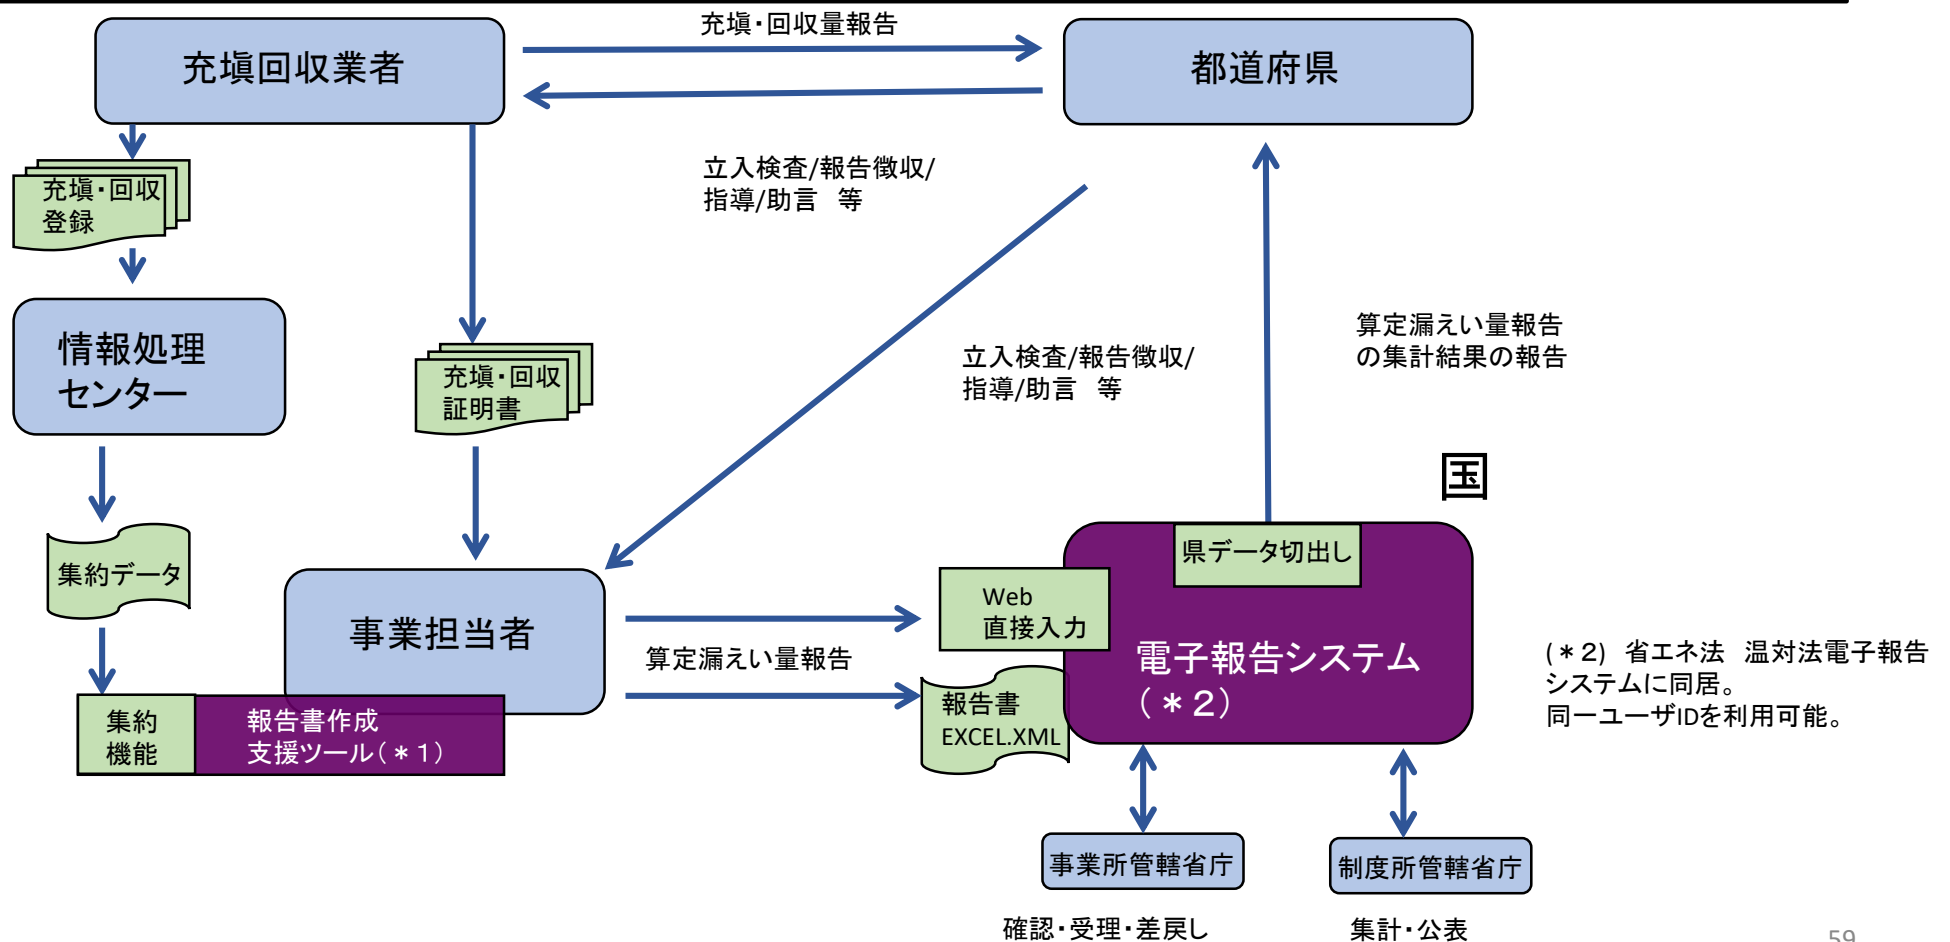 充塡・回収量報告
充塡回収業者
都道府県
立入検査/報告徴収/
指導/助言　等
充塡・回収
登録
情報処理
センター
充塡・回収
証明書
立入検査/報告徴収/
指導/助言　等
算定漏えい量報告
の集計結果の報告
国
集約データ
県データ切出し
事業担当者
Web
直接入力
算定漏えい量報告
電子報告システム
（＊２）
(＊２)　省エネ法　温対法電子報告
システムに同居。
同一ユーザIDを利用可能。
報告書
EXCEL.XML
集約
機能
報告書作成
支援ツール（＊１）
事業所管轄省庁
制度所管轄省庁
確認・受理・差戻し
集計・公表
59